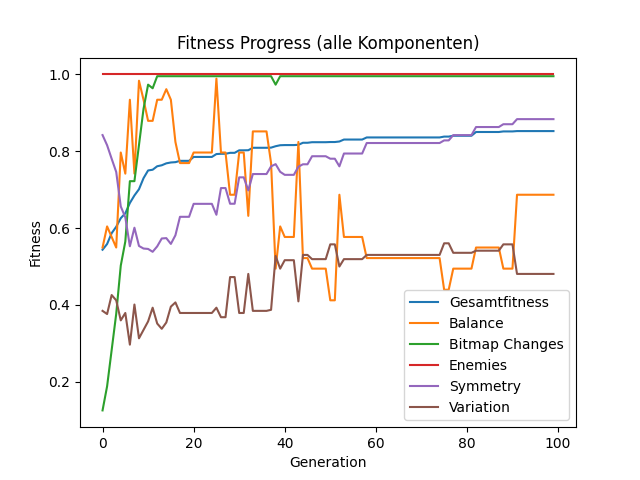 Fitness Progress (alle Komponenten)
Fitness
1.0
0.8
0.6
0.4
0.2
0
20
40
60
80
100
Generation
Gesamtfitness
Balance
Bitmap Changes
Enemies
Symmetry
Variation